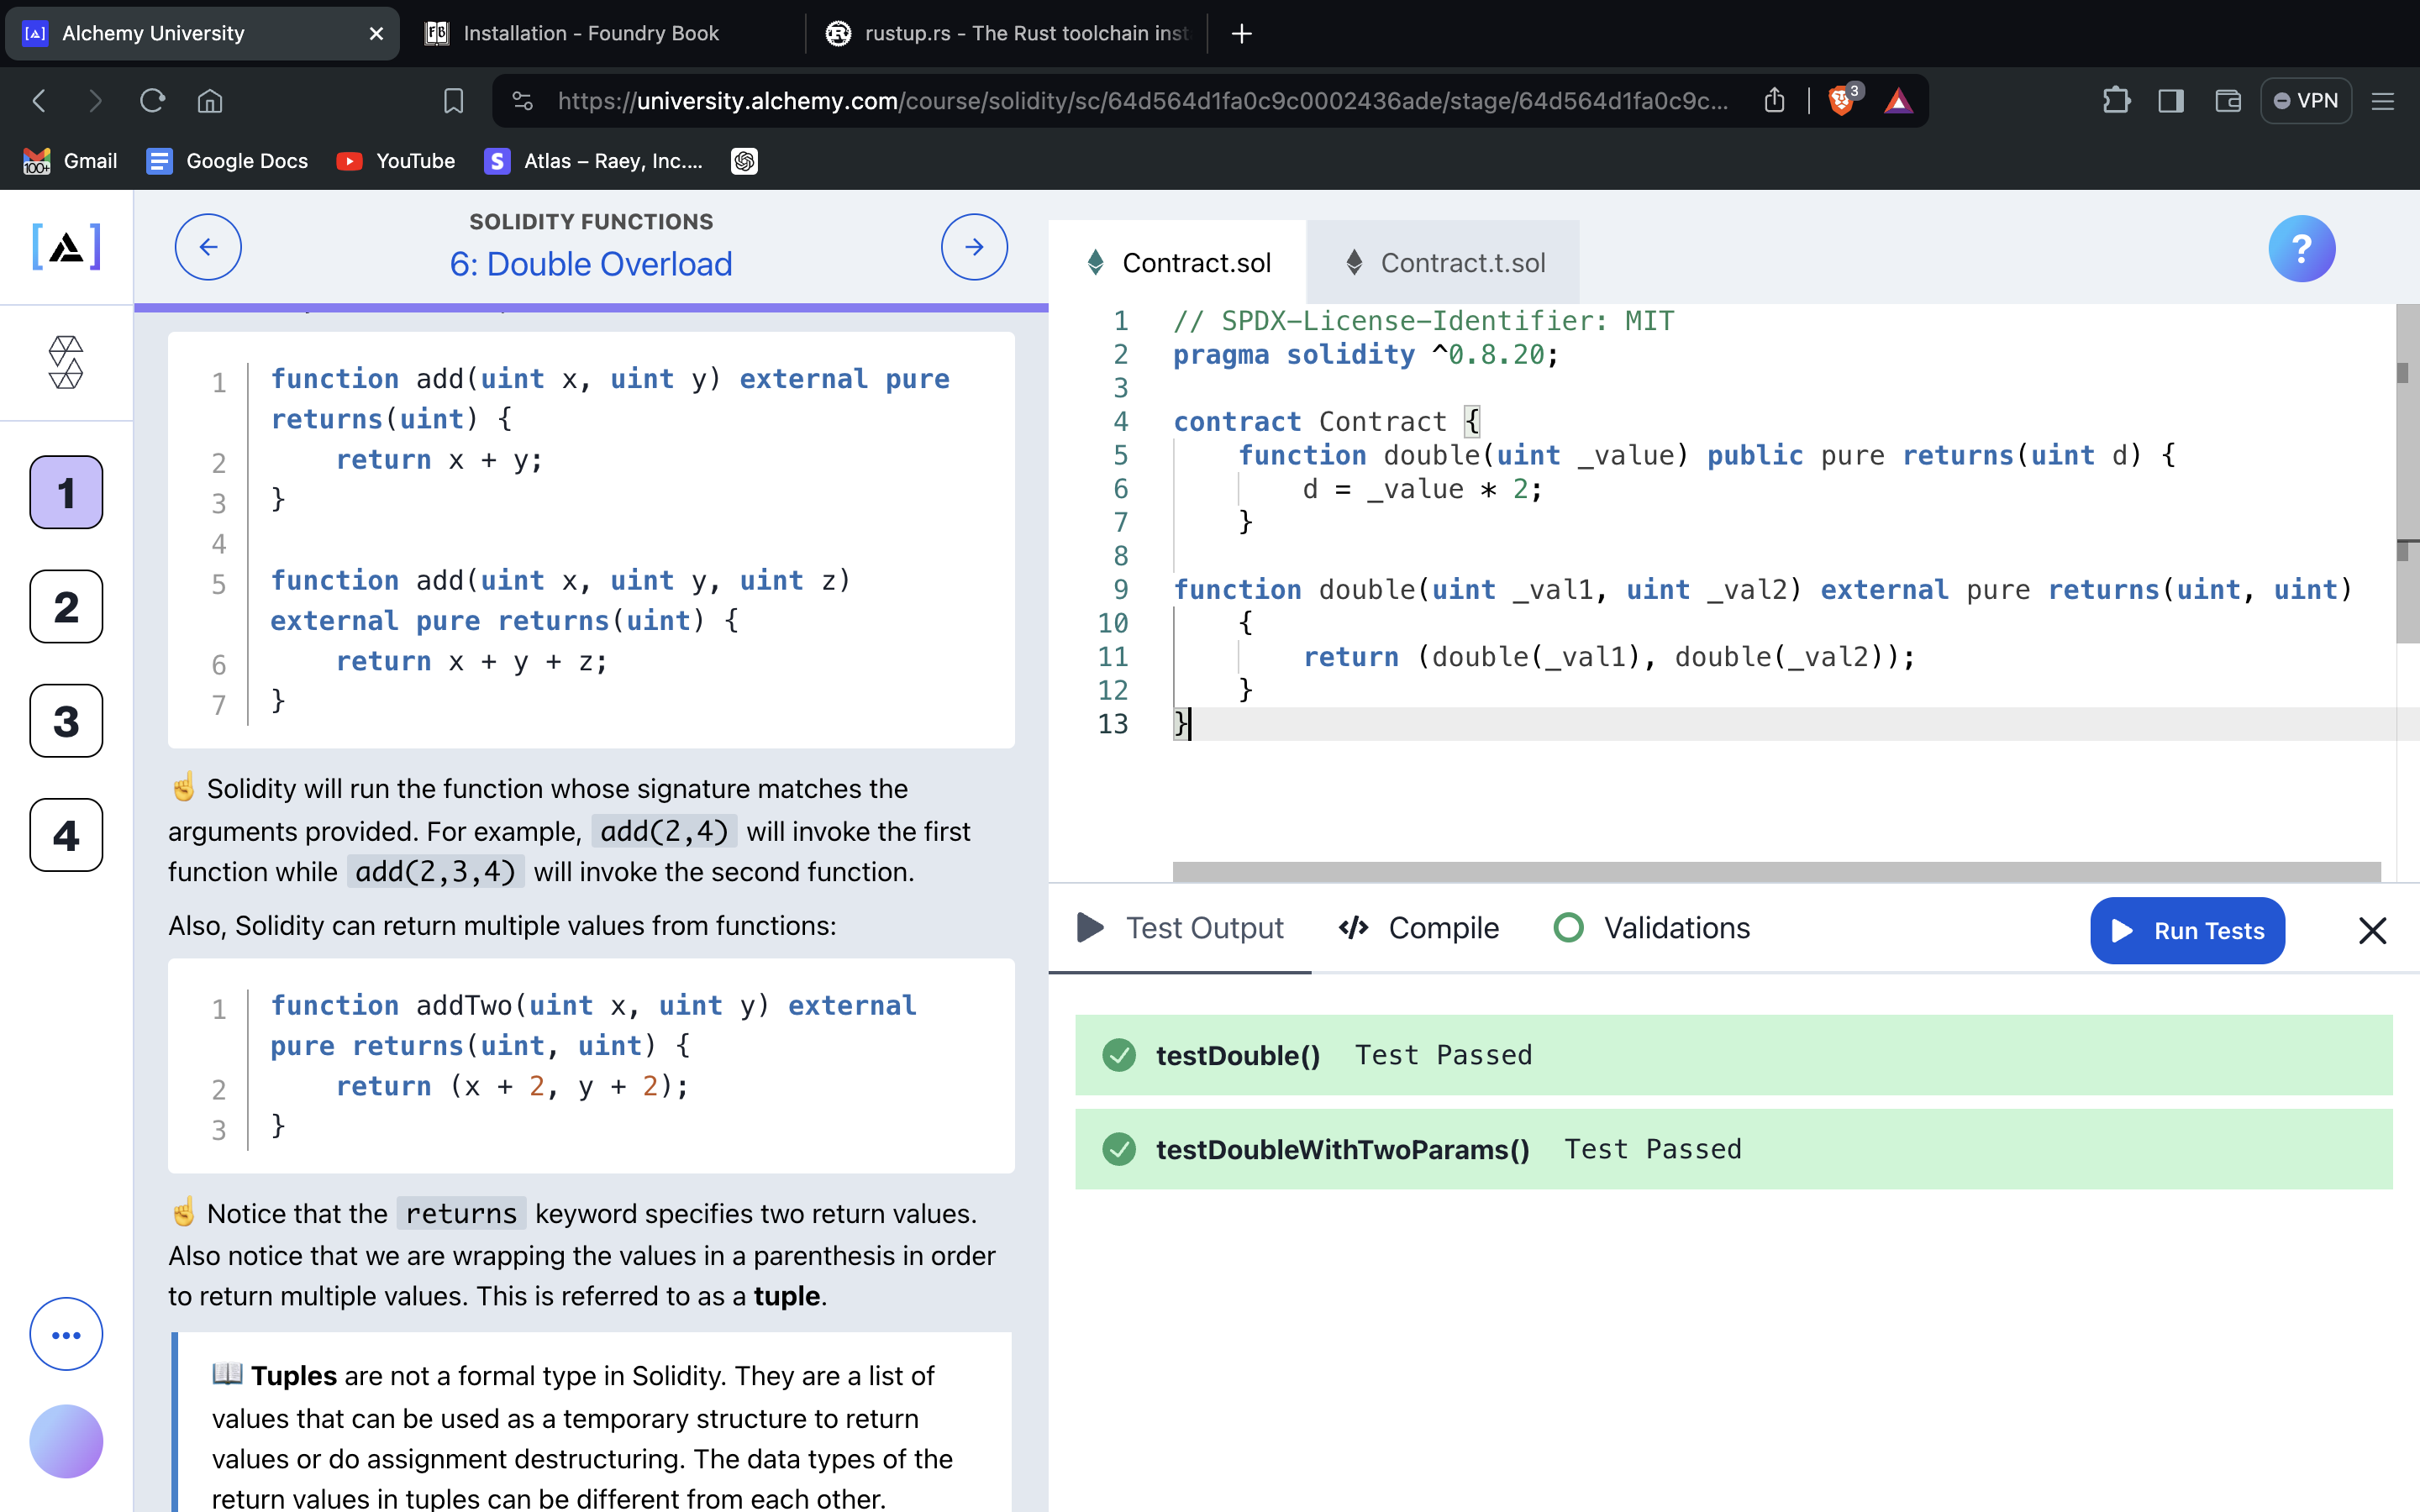 Alchemy University
Installation - Foundry Book
rustup.rs - The Rust toolchain inst
https://university.alchemy.com/course/solidity/sc/64d564d1fa0c9c0002436ade/stage/64d564d1fa0c9c...
3
VPN
100+
Gmail
Google Docs
YouTube
S
Atlas – Raey, Inc....
SOLIDITY FUNCTIONS
6: Double Overload
1
2
3
4
1 function add(uint x, uint y) external pure
returns(uint) {
2     return x + y;
3 }
4
5 function add(uint x, uint y, uint z)
external pure returns(uint) {
6     return x + y + z;
7 }
☝️ Solidity will run the function whose signature matches the
arguments provided. For example, add(2,4) will invoke the first
function while add(2,3,4) will invoke the second function.
Also, Solidity can return multiple values from functions:
1 function addTwo(uint x, uint y) external
pure returns(uint, uint) {
2     return (x + 2, y + 2);
3 }
☝️ Notice that the returns keyword specifies two return values.
Also notice that we are wrapping the values in a parenthesis in order
to return multiple values. This is referred to as a tuple.
📖 Tuples are not a formal type in Solidity. They are a list of
values that can be used as a temporary structure to return
values or do assignment destructuring. The data types of the
return values in tuples can be different from each other.
Contract.sol
Contract.t.sol
?
1 // SPDX-License-Identifier: MIT
2 pragma solidity ^0.8.20;
3
4 contract Contract {
5     function double(uint _value) public pure returns(uint d) {
6         d = _value * 2;
7     }
8
9 function double(uint _val1, uint _val2) external pure returns(uint, uint)
10     {
11         return (double(_val1), double(_val2));
12     }
13 }
Test Output
Compile
Validations
Run Tests
testDouble() Test Passed
testDoubleWithTwoParams() Test Passed